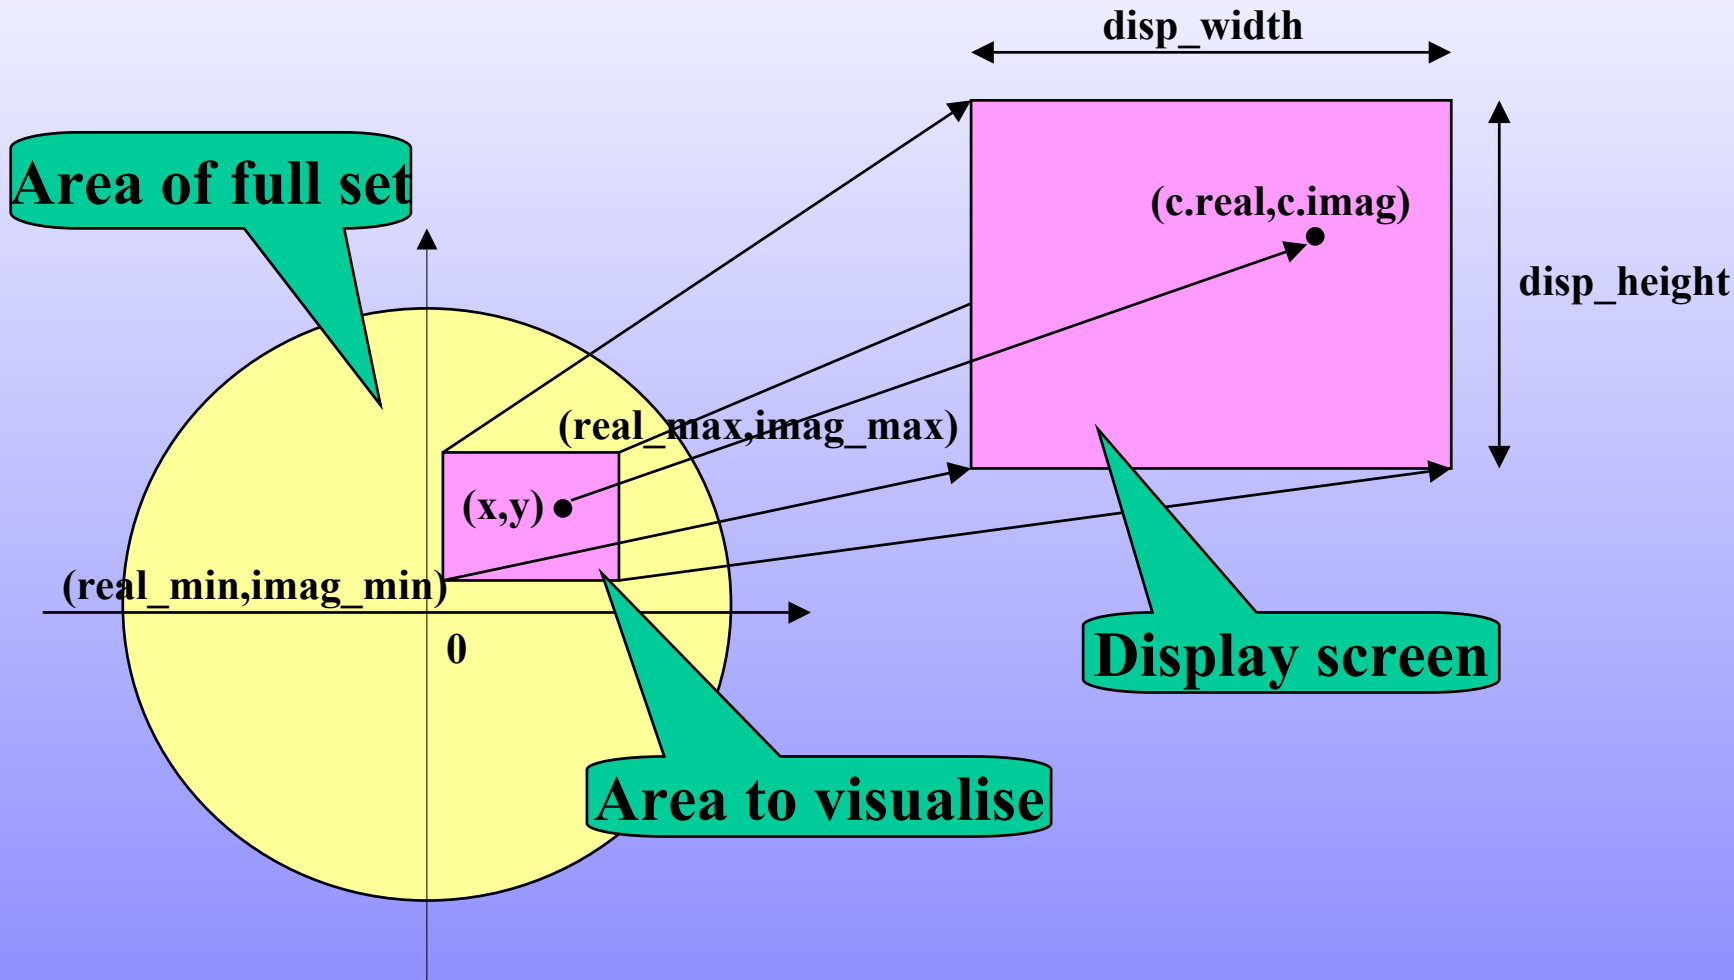 disp_width
Area of full set
(c.real,c.imag)
disp_height
(real_max,imag_max)
(x,y)
(real_min,imag_min)
0
Display screen
Area to visualise